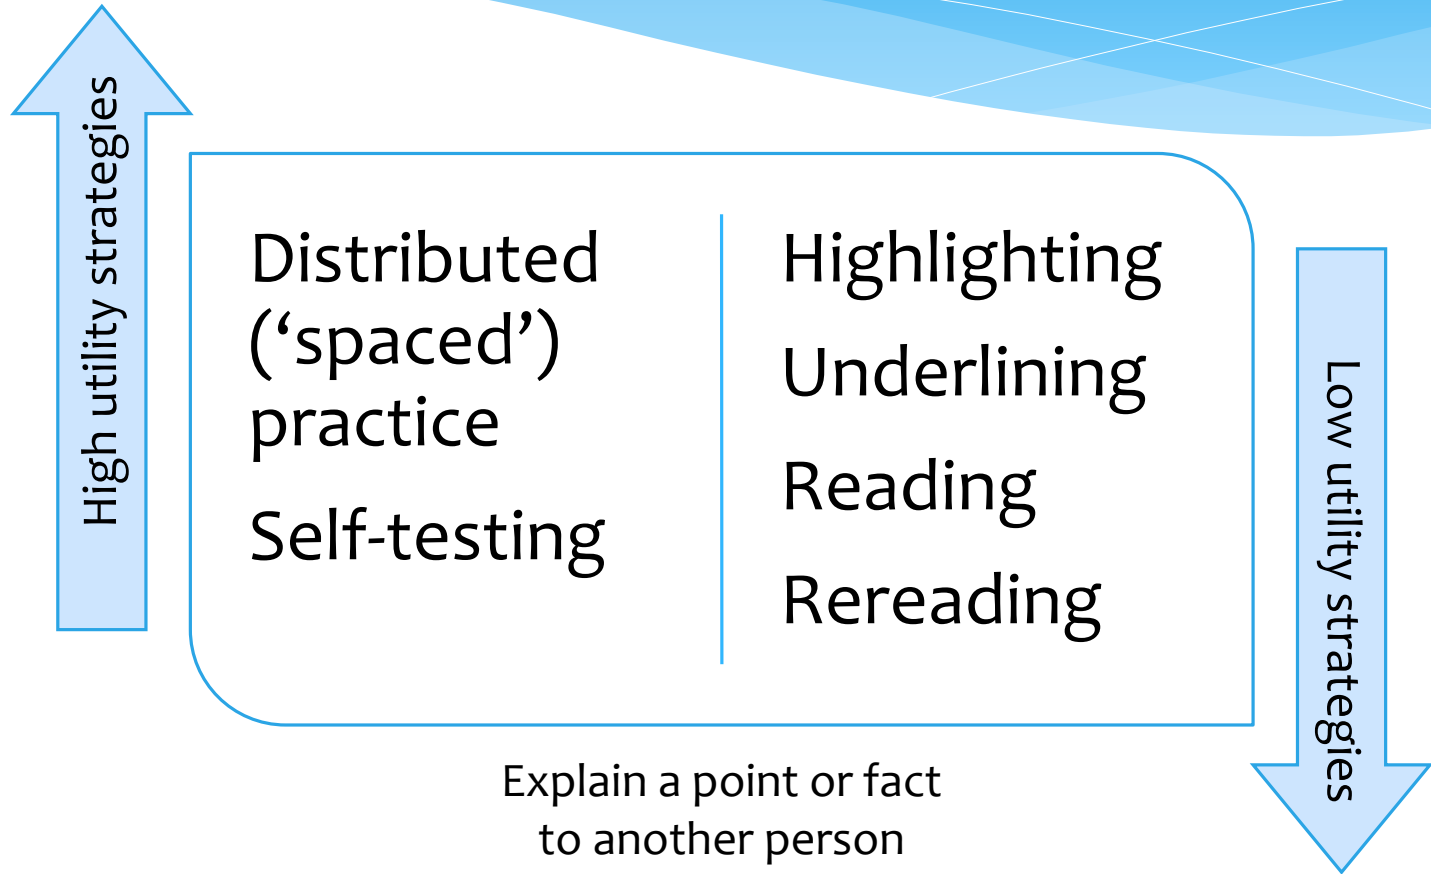 High utility strategies
Distributed
(‘spaced’)
practice
Self-testing
Highlighting
Underlining
Reading
Rereading
Low utility strategies
Explain a point or fact
to another person